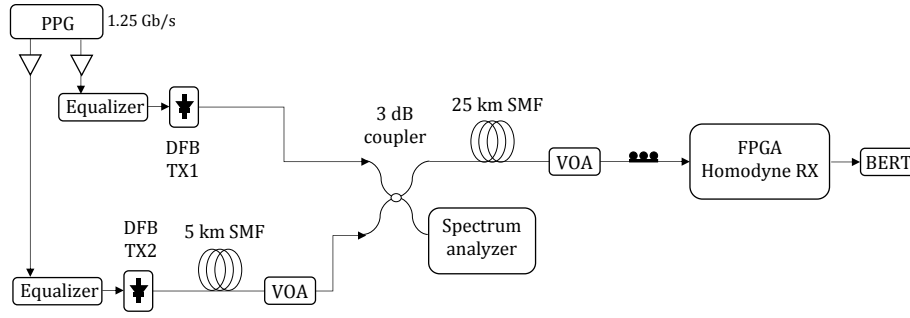 PPG
1.25 Gb/s
Equalizer
DFB
TX1
3 dB
coupler
25 km SMF
VOA
FPGA
Homodyne RX
BERT
Spectrum
analyzer
DFB
TX2
5 km SMF
Equalizer
VOA